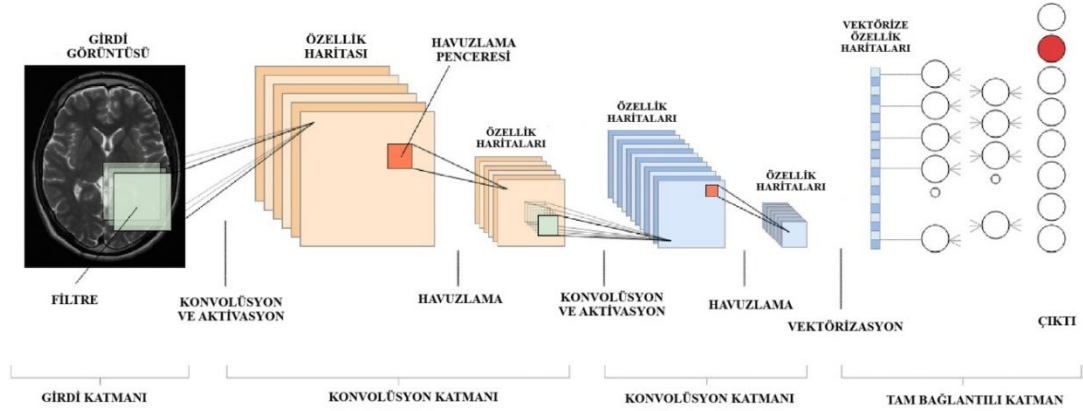 GİRDİ
GÖRÜNTÜSÜ
ÖZELLİK
HARİTASI
HAVUZLAMA
PENCERESİ
ÖZELLİK
HARİTALARI
ÖZELLİK
HARİTALARI
ÖZELLİK
HARİTALARI
VEKTÖRİZE
ÖZELLİK
HARİTALARI
FİLTRE
KONVOLÜSYON
VE AKTİVASYON
HAVUZLAMA
KONVOLÜSYON
VE AKTİVASYON
HAVUZLAMA
VEKTÖRİZASYON
ÇIKTI
GİRDİ KATMANI
KONVOLÜSYON KATMANI
KONVOLÜSYON KATMANI
TAM BAĞLANTILI KATMAN